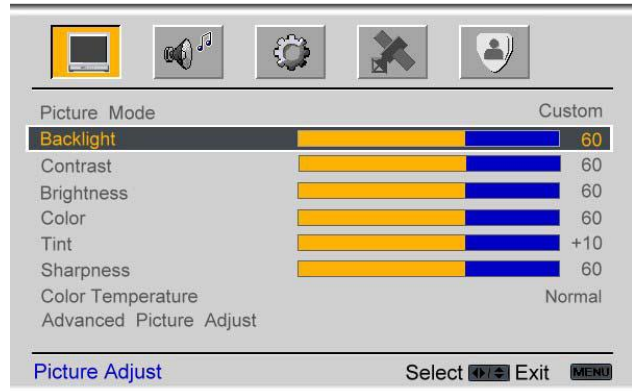 Picture Mode Custom
Backlight 60
Contrast 60
Brightness 60
Color 60
Tint +10
Sharpness 60
Color Temperature Normal
Advanced Picture Adjust
Picture Adjust Select Exit MENU